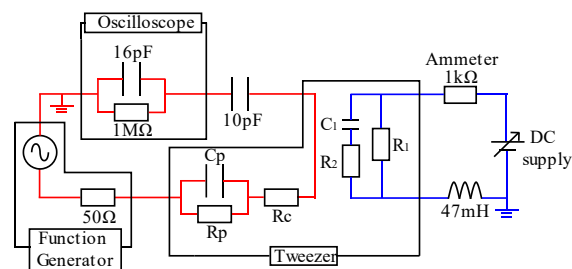 Oscilloscope
16pF
1MΩ
10pF
Ammeter
1kΩ
C₁
R₂
R₁
DC
supply
47mH
Cp
Rp
Rc
50Ω
Function
Generator
Tweezer